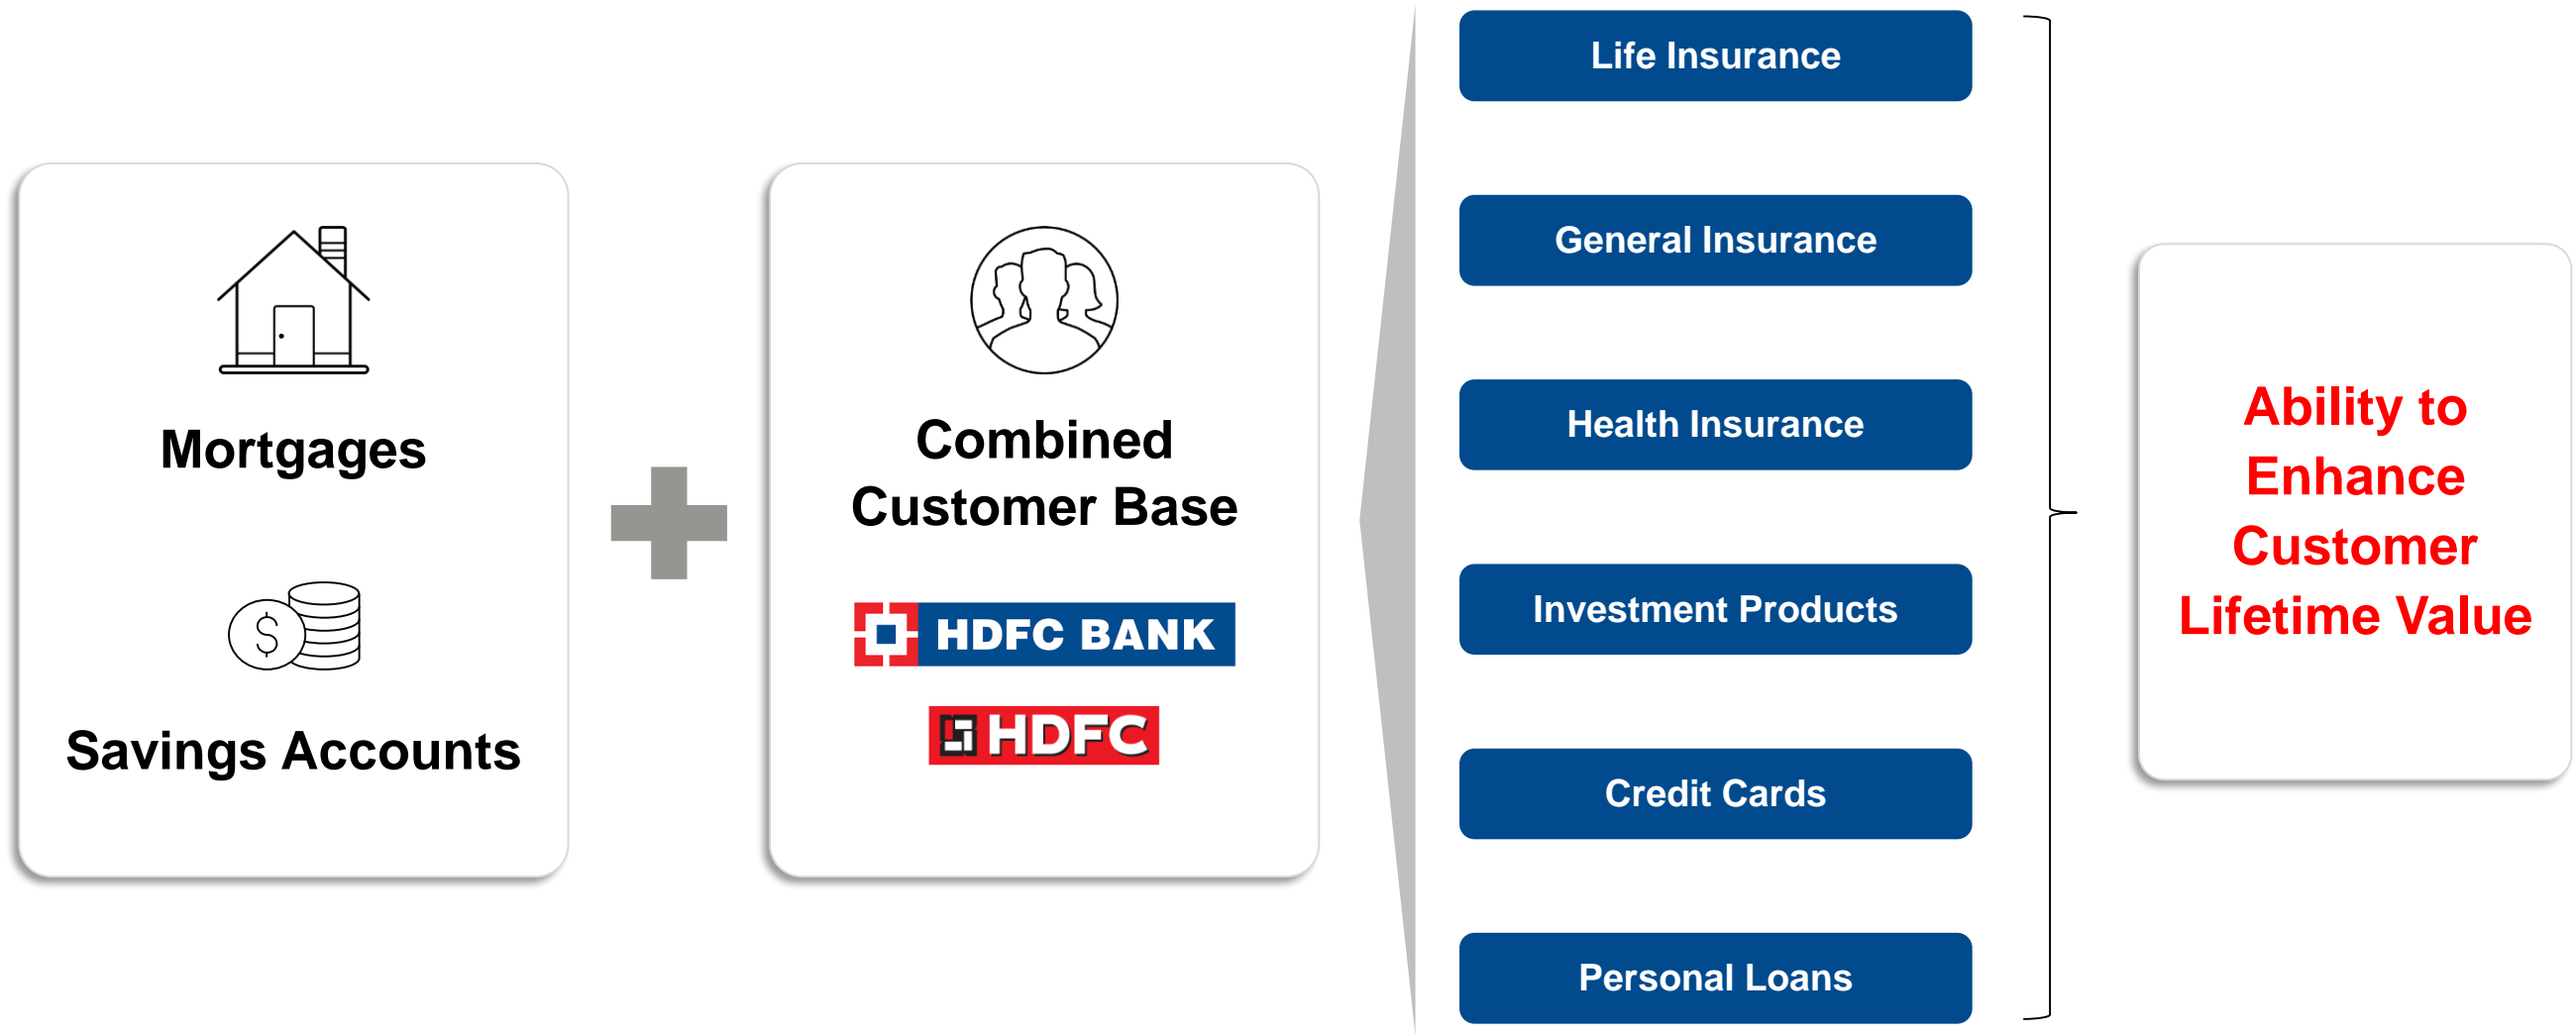 Mortgages
$
Savings Accounts
Combined
Customer Base
HDFC BANK
HDFC
Life Insurance
General Insurance
Health Insurance
Investment Products
Credit Cards
Personal Loans
Ability to
Enhance
Customer
Lifetime Value